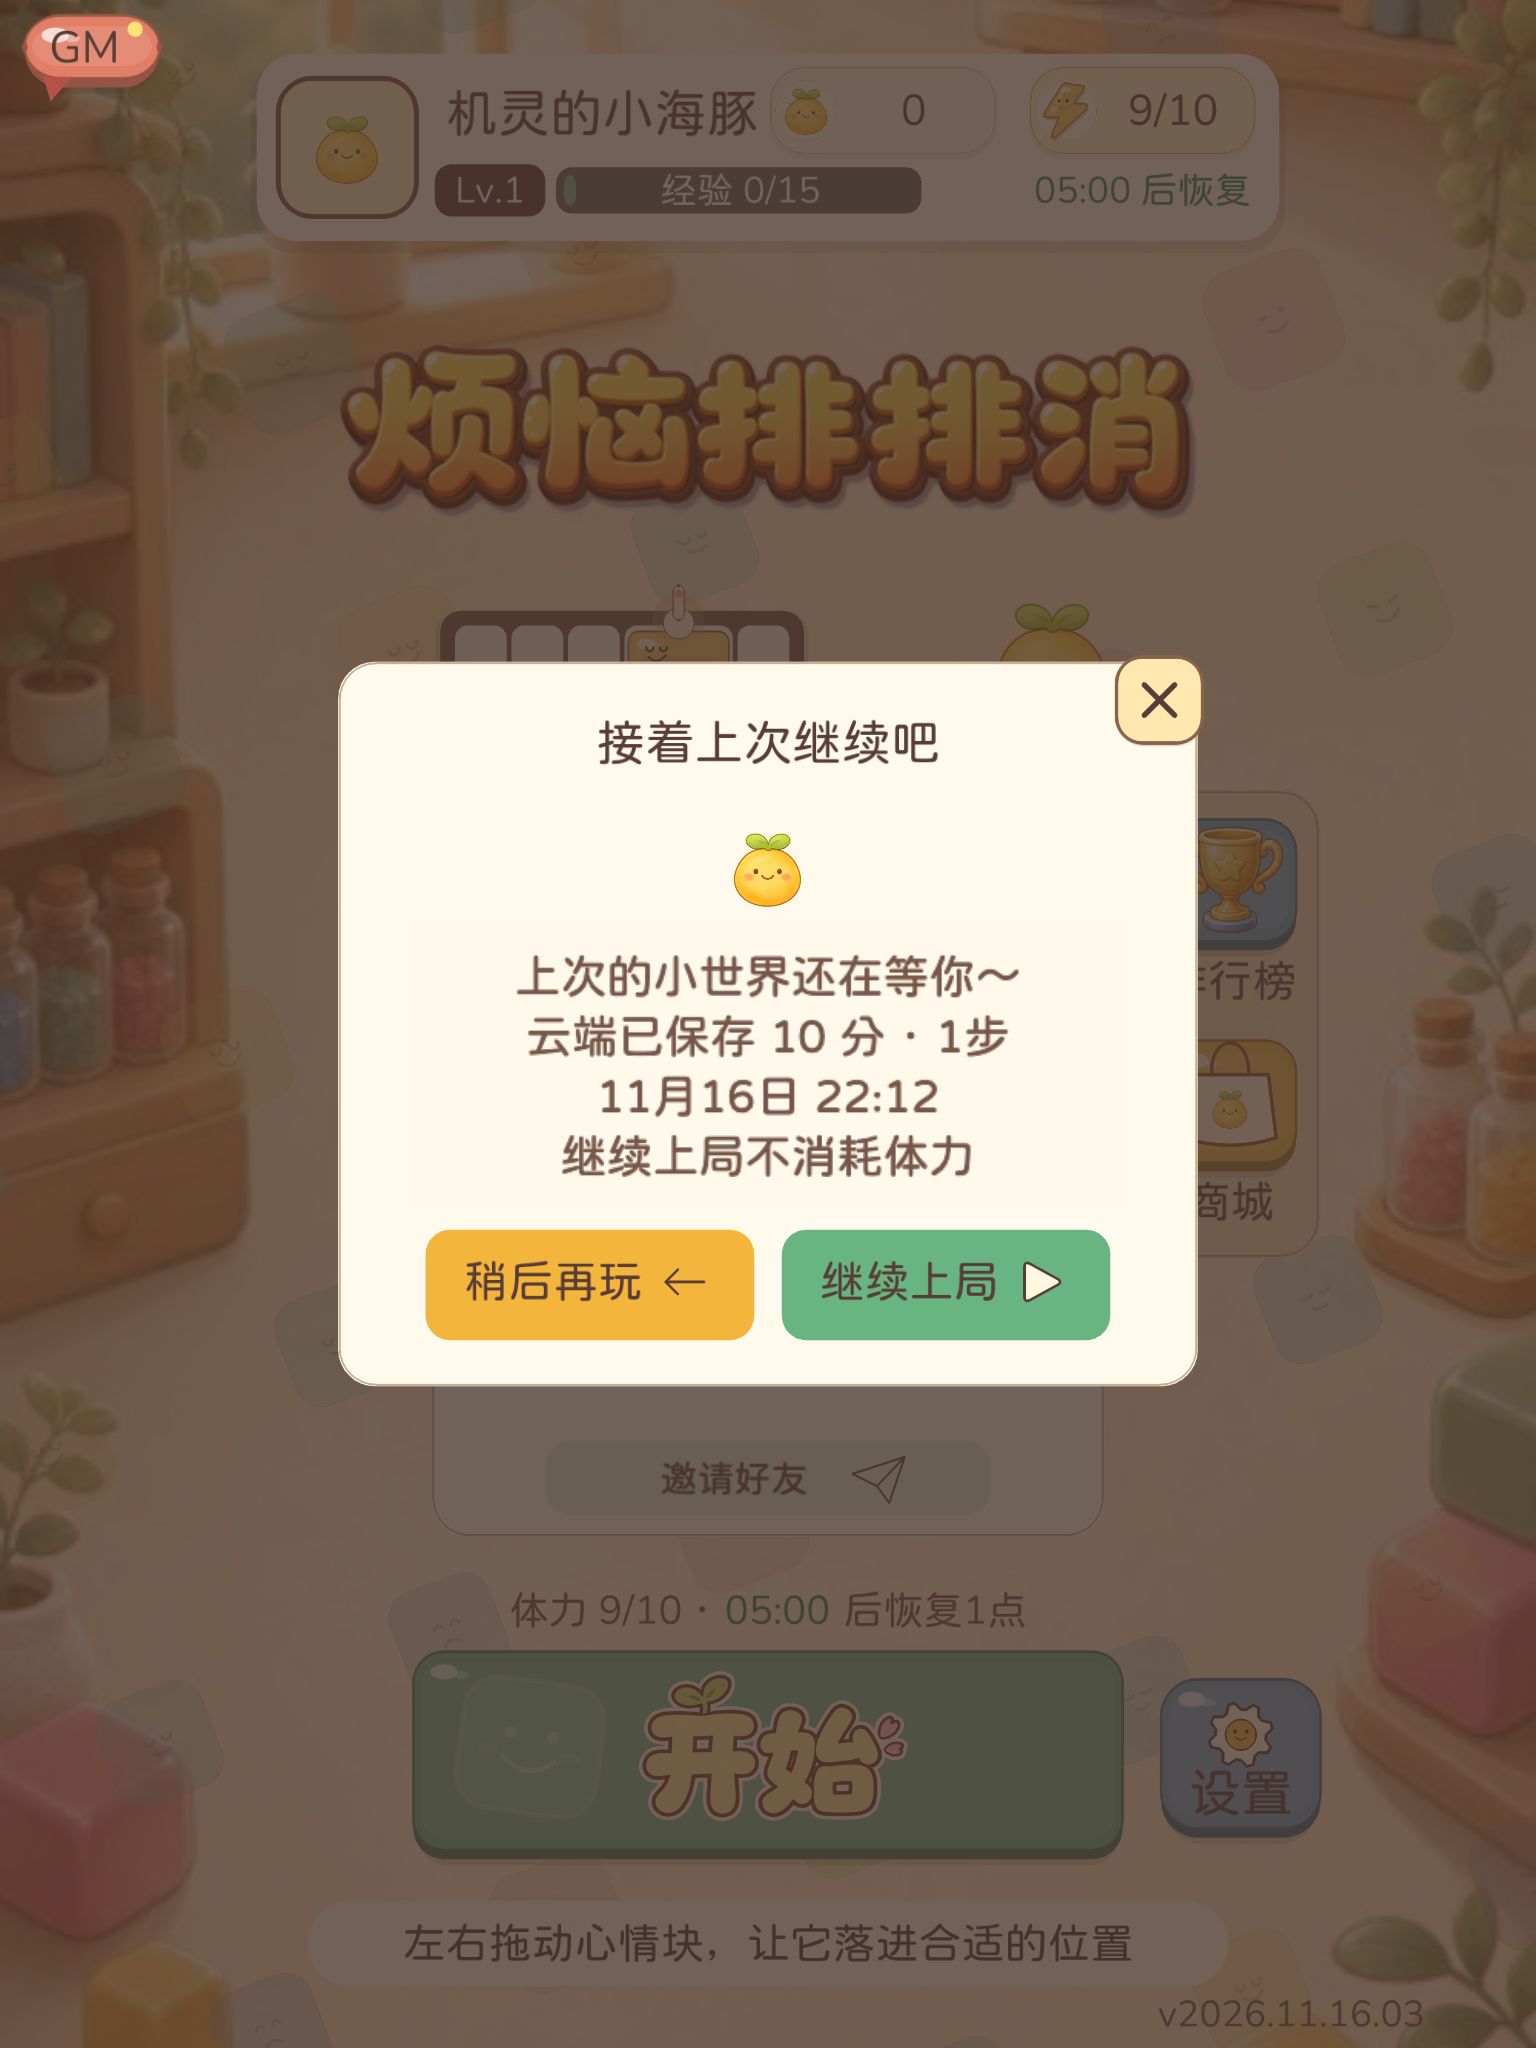 GM
机灵的小海豚
0
9/10
Lv.1
经验 0/15
05:00 后恢复
烦恼排排消
接着上次继续吧
上次的小世界还在等你～
云端已保存 10 分 · 1步
11月16日 22:12
继续上局不消耗体力
稍后再玩
继续上局
行榜
商城
邀请好友
体力 9/10 · 05:00 后恢复1点
开始
设置
左右拖动心情块，让它落进合适的位置
v2026.11.16.03